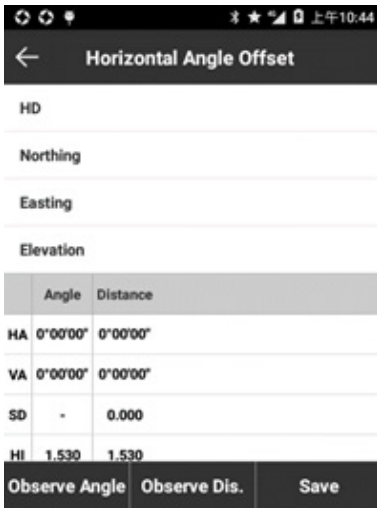 上午10:44
Horizontal Angle Offset
HD
Northing
Easting
Elevation
Angle Distance
HA 0°00'00" 0°00'00"
VA 0°00'00" 0°00'00"
SD - 0.000
HI 1.530 1.530
Observe Angle Observe Dis. Save